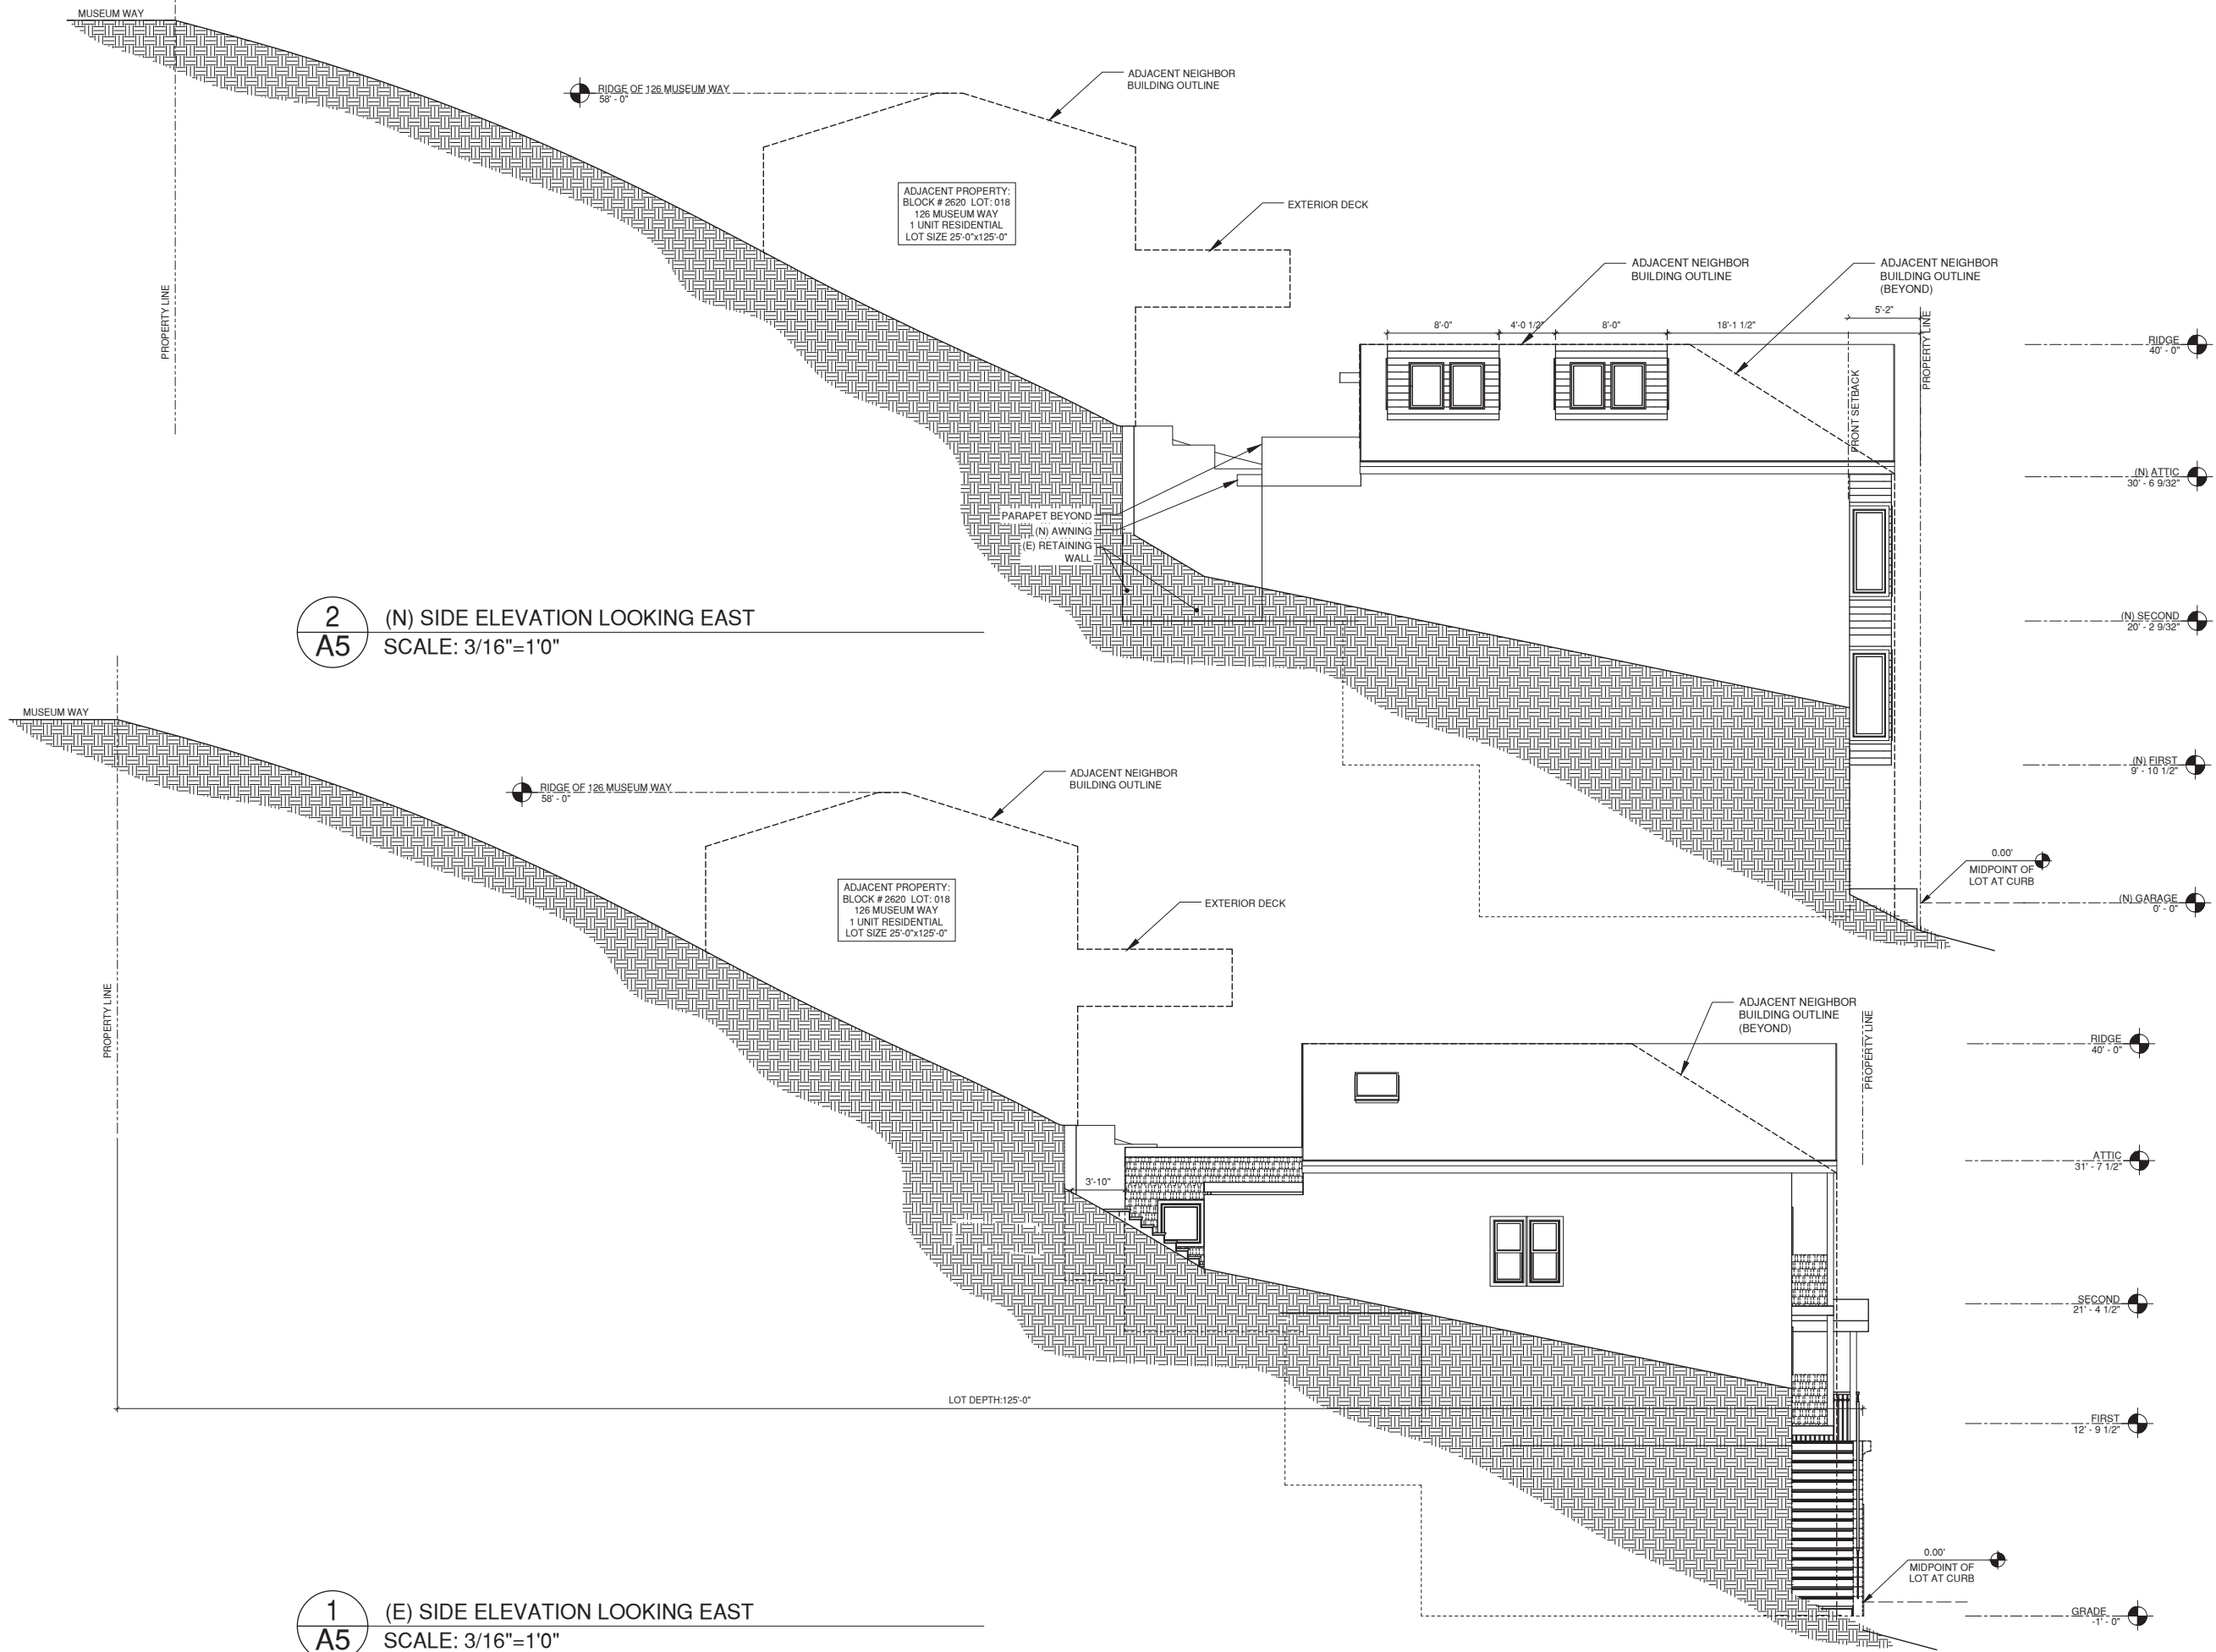 MUSEUM WAY
RIDGE OF 126 MUSEUM WAY
58' - 0"
ADJACENT NEIGHBOR
BUILDING OUTLINE
ADJACENT PROPERTY:
BLOCK # 2620 LOT: 018
126 MUSEUM WAY
1 UNIT RESIDENTIAL
LOT SIZE 25'-0"x125'-0"
EXTERIOR DECK
PROPERTY LINE
ADJACENT NEIGHBOR
BUILDING OUTLINE
ADJACENT NEIGHBOR
BUILDING OUTLINE
(BEYOND)
5'-2"
8'-0"
4'-0 1/2"
8'-0"
18'-1 1/2"
PROPERTY LINE
FRONT SETBACK
RIDGE
40' - 0"
(N) ATTIC
30' - 6 9/32"
PARAPET BEYOND
(N) AWNING
(E) RETAINING
WALL
(N) SECOND
20' - 2 9/32"
(N) FIRST
9' - 10 1/2"
0.00'
MIDPOINT OF
LOT AT CURB
(N) GARAGE
0' - 0"
2
A5
(N) SIDE ELEVATION LOOKING EAST
SCALE: 3/16"=1'0"
MUSEUM WAY
RIDGE OF 126 MUSEUM WAY
58' - 0"
ADJACENT NEIGHBOR
BUILDING OUTLINE
ADJACENT PROPERTY:
BLOCK # 2620 LOT: 018
126 MUSEUM WAY
1 UNIT RESIDENTIAL
LOT SIZE 25'-0"x125'-0"
EXTERIOR DECK
PROPERTY LINE
ADJACENT NEIGHBOR
BUILDING OUTLINE
(BEYOND)
PROPERTY LINE
RIDGE
40' - 0"
ATTIC
31' - 7 1/2"
3'-10"
SECOND
21' - 4 1/2"
LOT DEPTH:125'-0"
FIRST
12' - 9 1/2"
0.00'
MIDPOINT OF
LOT AT CURB
GRADE
-1' - 0"
1
A5
(E) SIDE ELEVATION LOOKING EAST
SCALE: 3/16"=1'0"